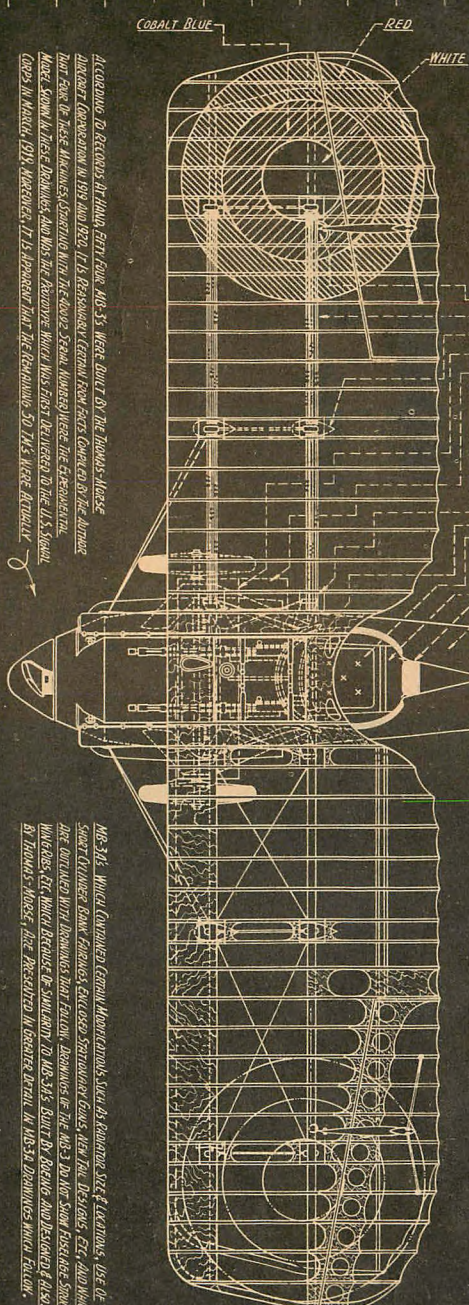 COBALT BLUE
RED
WHITE
ACCORDING TO RECORDS AT HAND, FIFTY FOUR MB-3S WERE BUILT BY THE THOMAS-MORSE
AIRCRAFT CORPORATION IN 1919 AND 1920. IT IS REASONABLY CERTAIN FROM FACTS COMPILED BY THE AUTHOR
THAT FOUR OF THESE MACHINES, (STARTING WITH THE 40092 SERIAL NUMBER) WERE THE EXPERIMENTAL
MODEL SHOWN IN THESE DRAWINGS, AND WAS THE PROTOTYPE WHICH WAS FIRST DELIVERED TO THE U.S. SIGNAL
CORPS IN MARCH, 1919. MOREOVER, IT IS APPARENT THAT THE REMAINING 50 TM'S WERE ACTUALLY
MB-3AS WHICH CONTAINED CERTAIN MODIFICATIONS SUCH AS RADIATOR SIZE & LOCATIONS, USE OF
SHORT CYLINDER BANK FAIRINGS, ENCLOSED STATIONARY GUNS, NEW TAIL DESIGNS, ETC., AND
ARE OUTLINED WITH DRAWINGS THAT FOLLOW. DRAWINGS OF THE MB-3 DO NOT SHOW FUSELAGE
WING RIBS, ETC. WHICH BECAUSE OF SIMILARITY TO MB-3A'S BUILT BY BOEING AND DESIGNED & ALSO
BY THOMAS-MORSE, ARE PRESENTED IN GREATER DETAIL IN MB-3A DRAWINGS WHICH FOLLOW.